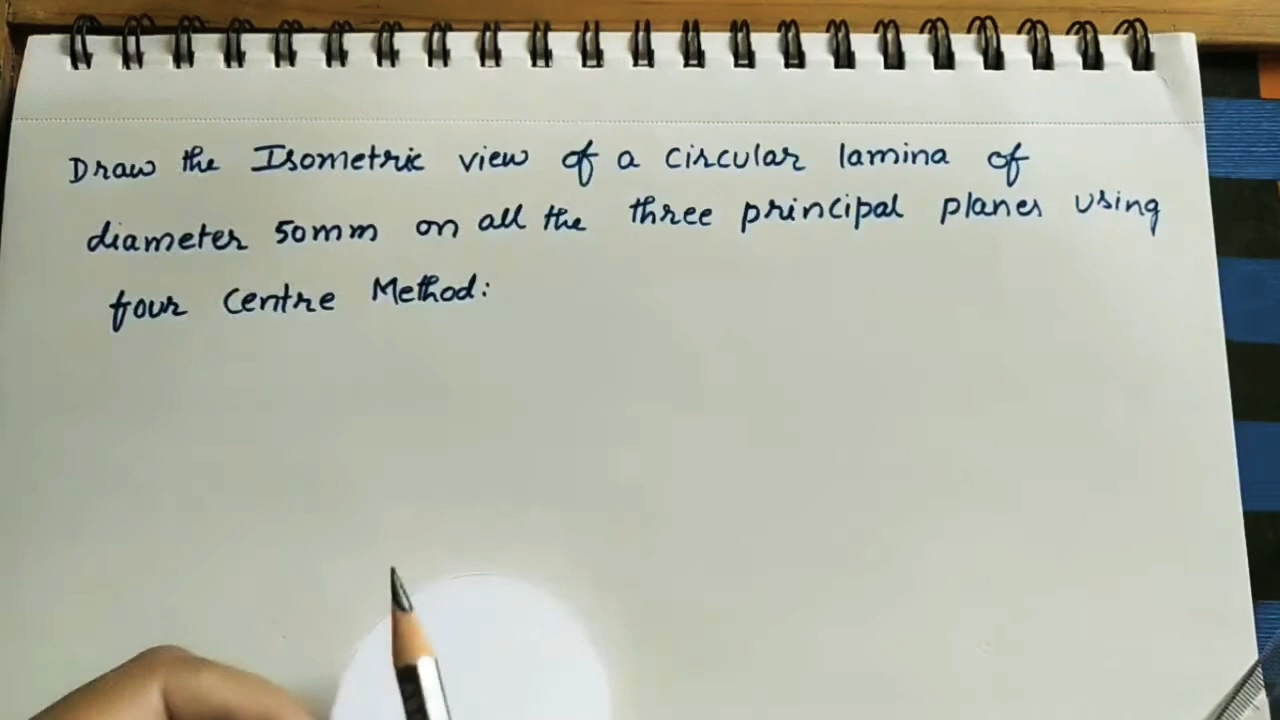 Draw the Isometric view of a circular lamina of
diameter 50mm on all the three principal planes using
four Centre Method: